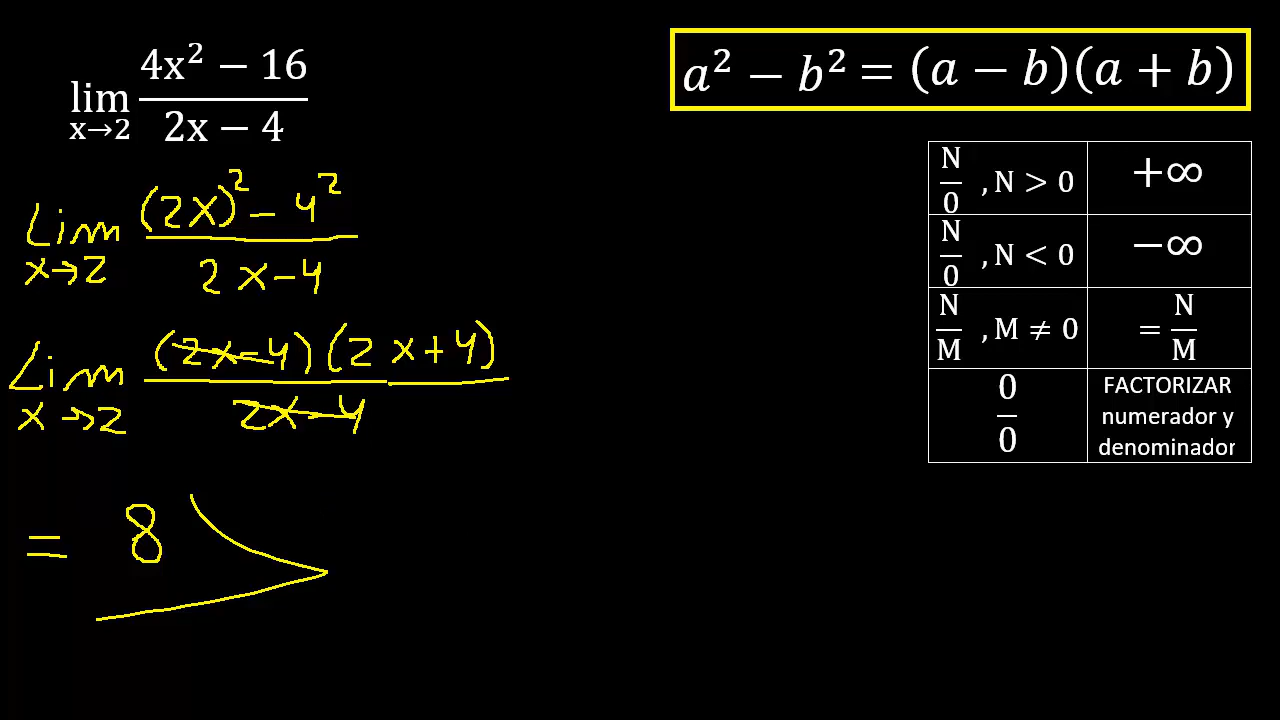 lim x→2 (4x² − 16)/(2x − 4)
Lim x→2 ((2x)² − 4²)/(2x − 4)
Lim x→2 ((2x−4)(2x+4))/(2x−4)
= 8
a² − b² = (a − b)(a + b)
N/0 , N > 0 +∞
N/0 , N < 0 −∞
N/M , M ≠ 0 = N/M
0/0 FACTORIZAR
numerador y
denominador